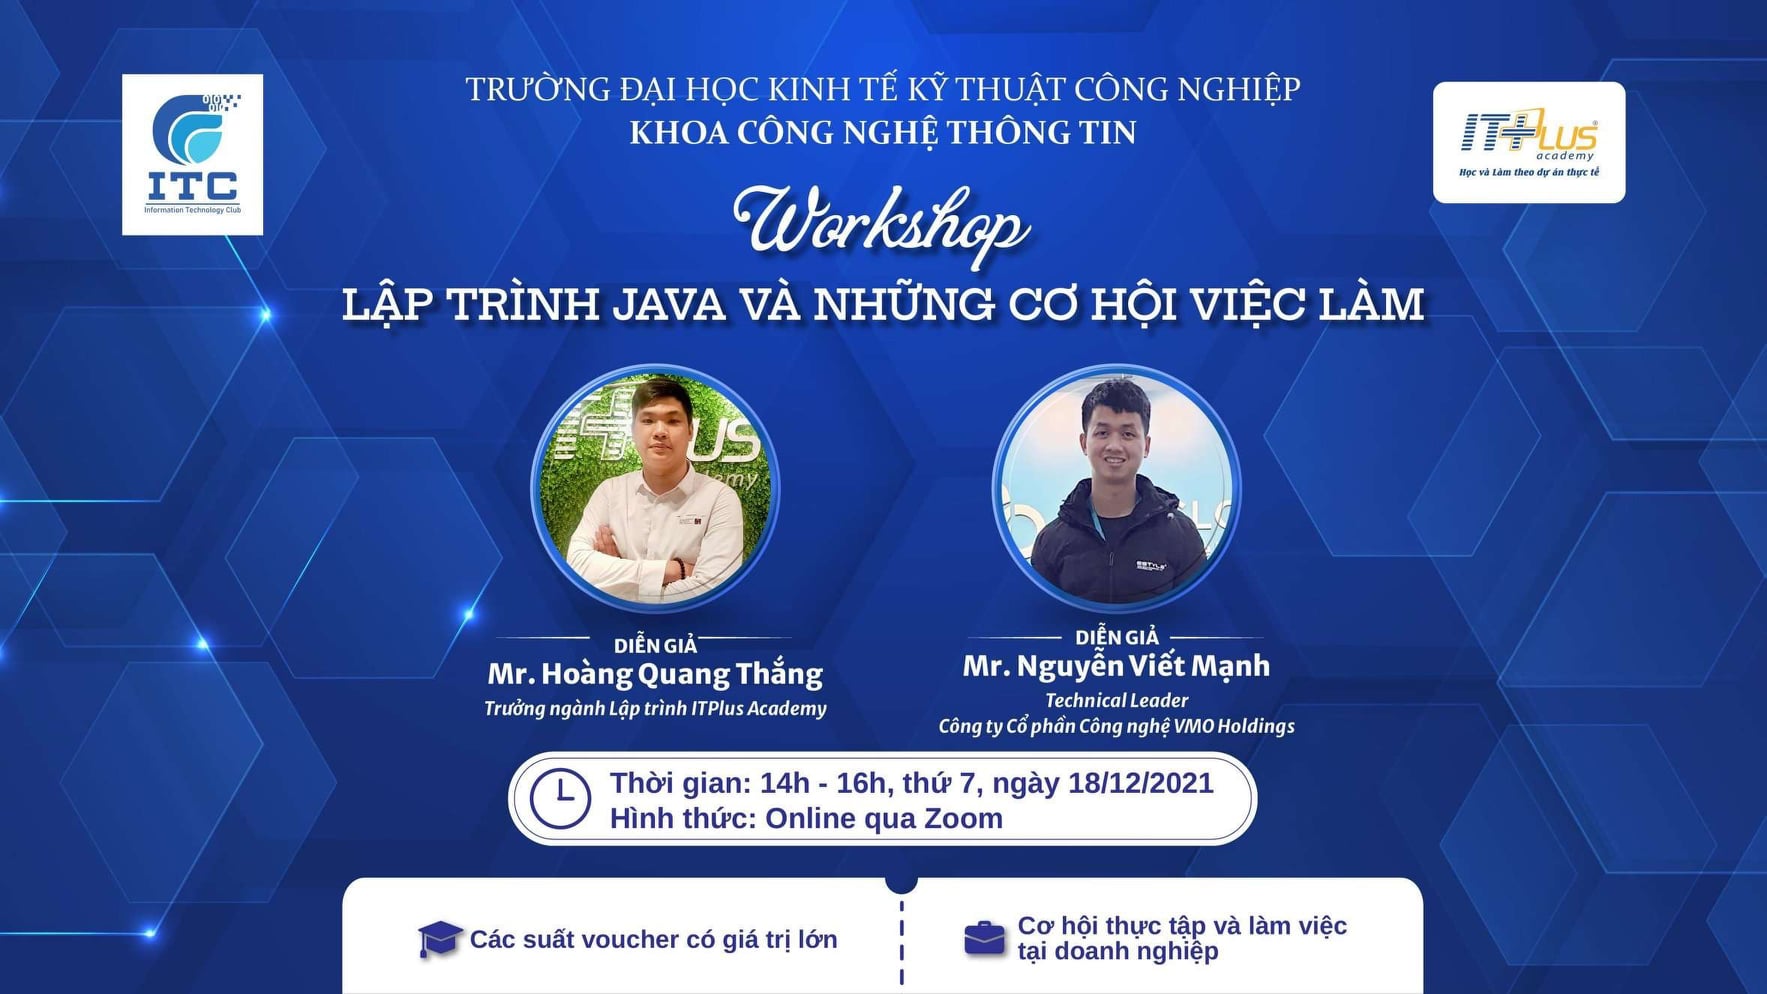 TRƯỜNG ĐẠI HỌC KINH TẾ KỸ THUẬT CÔNG NGHIỆP
KHOA CÔNG NGHỆ THÔNG TIN
0101
010
ITC
Information Technology Club
ITPLUS®
academy
Học và Làm theo dự án thực tế
Workshop
LẬP TRÌNH JAVA VÀ NHỮNG CƠ HỘI VIỆC LÀM
DIỄN GIẢ
Mr. Hoàng Quang Thắng
Trưởng ngành Lập trình ITPlus Academy
DIỄN GIẢ
Mr. Nguyễn Viết Mạnh
Technical Leader
Công ty Cổ phần Công nghệ VMO Holdings
Thời gian: 14h - 16h, thứ 7, ngày 18/12/2021
Hình thức: Online qua Zoom
Các suất voucher có giá trị lớn
Cơ hội thực tập và làm việc
tại doanh nghiệp